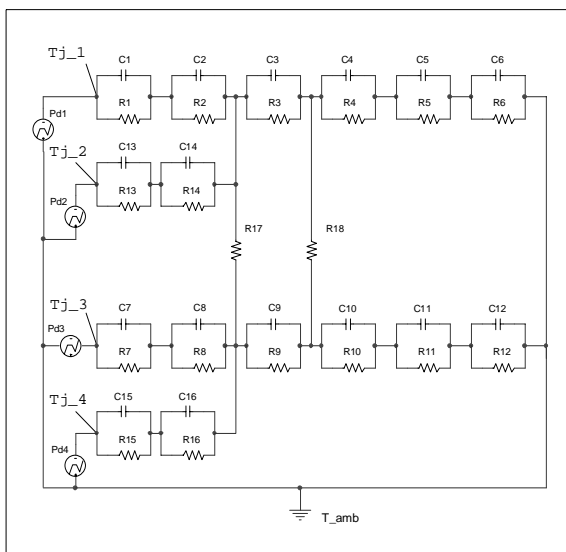 Tj_1
C1 C2 C3 C4 C5 C6
R1 R2 R3 R4 R5 R6
Pd1
Tj_2
C13 C14
R13 R14
Pd2
R17 R18
Tj_3
C7 C8 C9 C10 C11 C12
Pd3
R7 R8 R9 R10 R11 R12
Tj_4
C15 C16
R15 R16
Pd4
T_amb